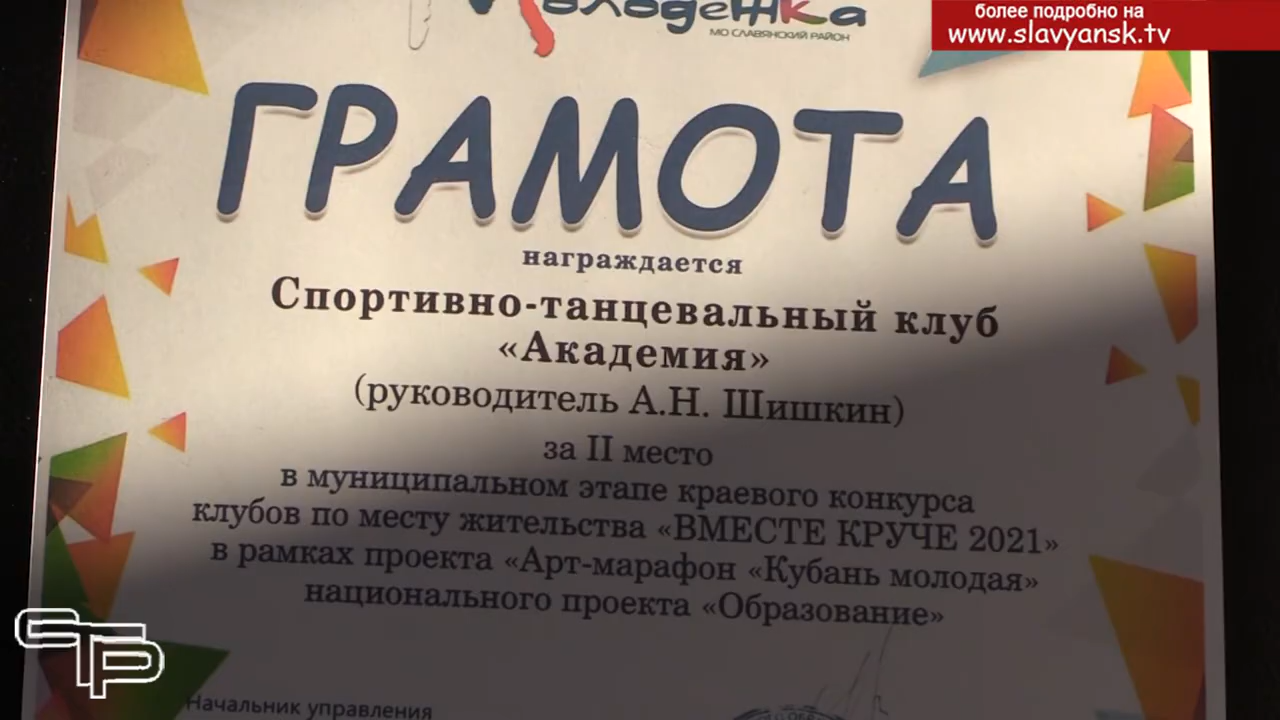 Молодежка
МО СЛАВЯНСКИЙ РАЙОН
более подробно на
www.slavyansk.tv
ГРАМОТА
награждается
Спортивно-танцевальный клуб
«Академия»
(руководитель А.Н. Шишкин)
за II место
в муниципальном этапе краевого конкурса
клубов по месту жительства «ВМЕСТЕ КРУЧЕ 2021»
в рамках проекта «Арт-марафон «Кубань молодая»
национального проекта «Образование»
СТР
Начальник управления